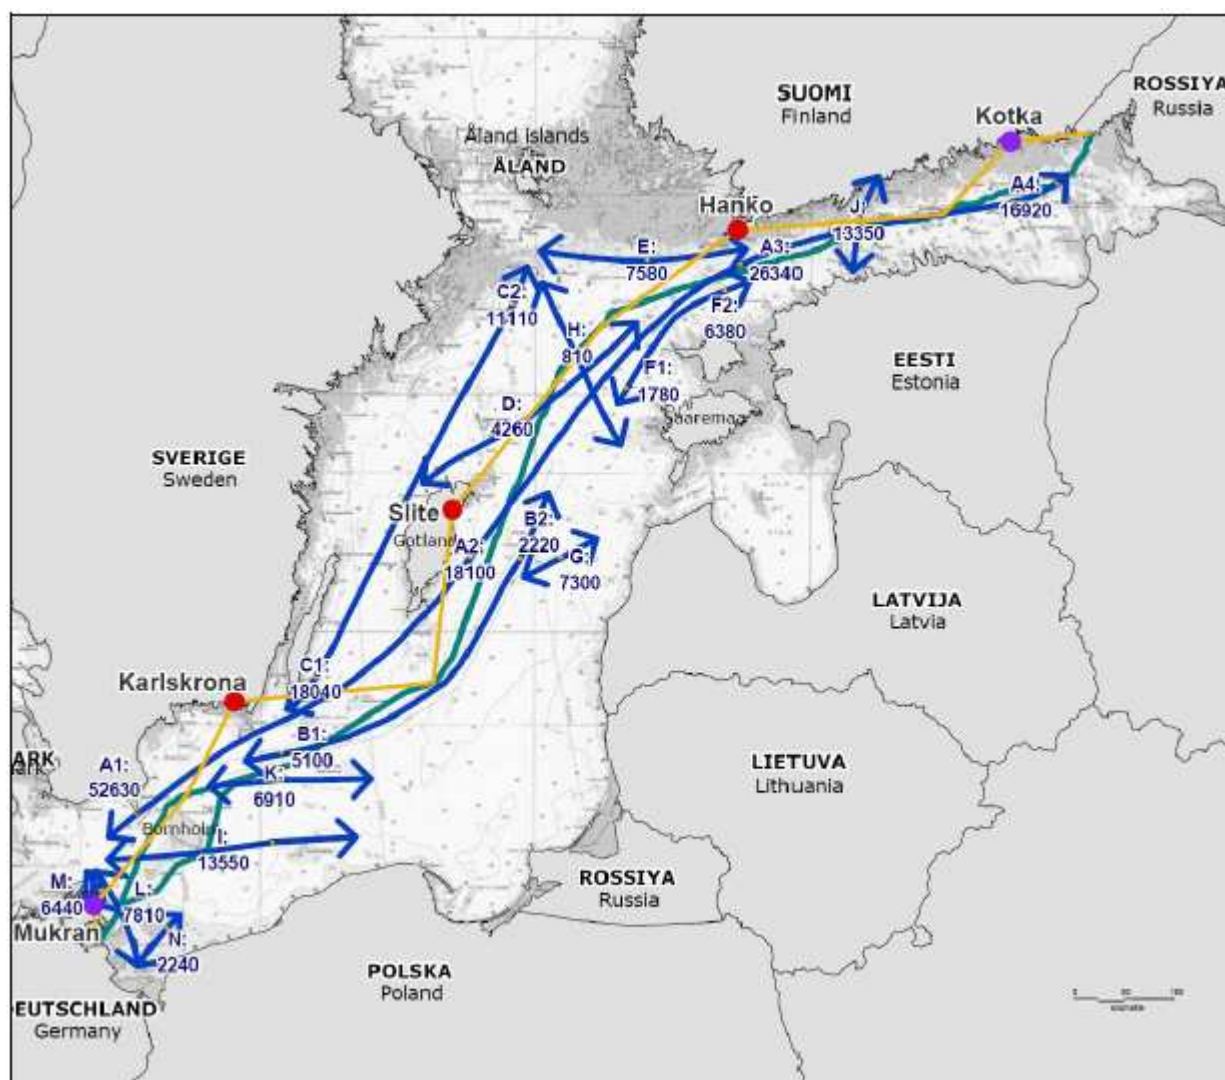 SUOMI
Finland
ROSSIYA
Russia
Kotka
Åland islands
ÅLAND
Hanko
A4:
16920
J:
13350
E:
7580
A3:
26340
C2:
11110
F2:
6380
H:
810
EESTI
Estonia
F1:
1780
Saaremaa
D:
4260
SVERIGE
Sweden
Slite
Gotland
A2:
18100
B2:
2220
G:
7300
LATVIJA
Latvia
C1:
18040
Karlskrona
B1:
5100
ARK
A1:
52630
K:
6910
LIETUVA
Lithuania
Bornholm
I:
13550
ROSSIYA
Russia
M:
6440
L:
7810
Mukran
N:
2240
POLSKA
Poland
EUTSCHLAND
Germany